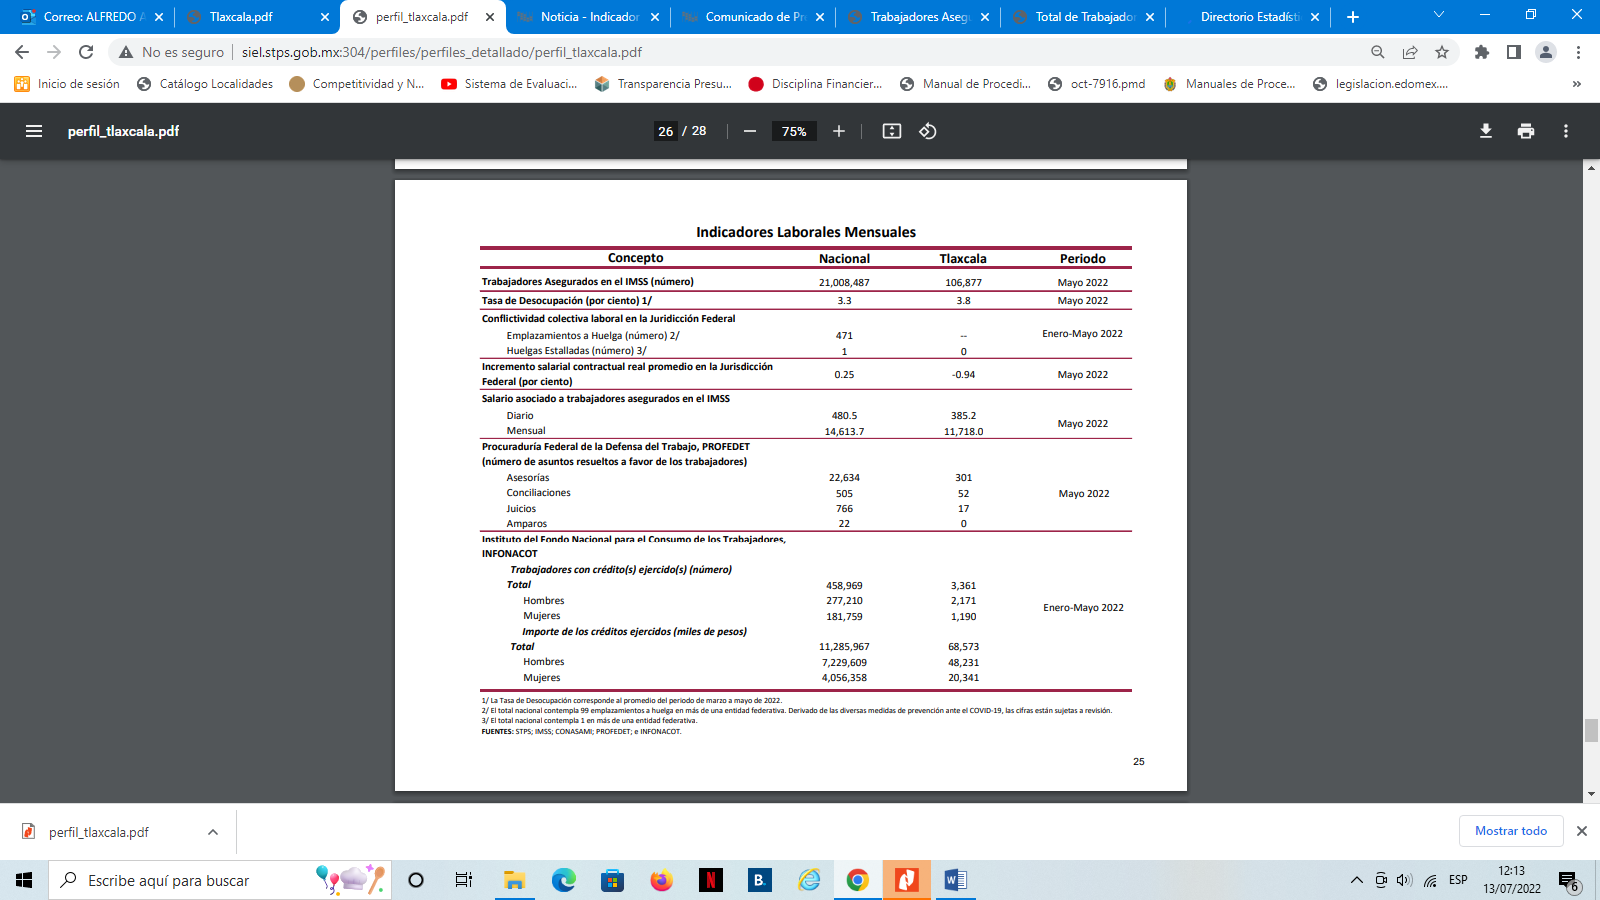 Correo: ALFREDO A
Tlaxcala.pdf
perfil_tlaxcala.pdf
Noticia - Indicador
Comunicado de Pr
Trabajadores Aseg
Total de Trabajado
Directorio Estadíst
No es seguro
siel.stps.gob.mx:304/perfiles/perfiles_detallado/perfil_tlaxcala.pdf
Inicio de sesión
Catálogo Localidades
Competitividad y N...
Sistema de Evaluaci...
Transparencia Presu...
Disciplina Financier...
Manual de Procedi...
oct-7916.pmd
Manuales de Proce...
legislacion.edomex....
»
perfil_tlaxcala.pdf
26 / 28
75%
Indicadores Laborales Mensuales
Concepto Nacional Tlaxcala Periodo
Trabajadores Asegurados en el IMSS (número) 21,008,487 106,877 Mayo 2022
Tasa de Desocupación (por ciento) 1/ 3.3 3.8 Mayo 2022
Conflictividad colectiva laboral en la Juridicción Federal
Enero-Mayo 2022
Emplazamientos a Huelga (número) 2/ 471 --
Huelgas Estalladas (número) 3/ 1 0
Incremento salarial contractual real promedio en la Jurisdicción
Federal (por ciento)
0.25 -0.94 Mayo 2022
Salario asociado a trabajadores asegurados en el IMSS
Diario 480.5 385.2
Mayo 2022
Mensual 14,613.7 11,718.0
Procuraduría Federal de la Defensa del Trabajo, PROFEDET
(número de asuntos resueltos a favor de los trabajadores)
Asesorías 22,634 301
Conciliaciones 505 52 Mayo 2022
Juicios 766 17
Amparos 22 0
Instituto del Fondo Nacional para el Consumo de los Trabajadores,
INFONACOT
Trabajadores con crédito(s) ejercido(s) (número)
Total 458,969 3,361
Hombres 277,210 2,171
Enero-Mayo 2022
Mujeres 181,759 1,190
Importe de los créditos ejercidos (miles de pesos)
Total 11,285,967 68,573
Hombres 7,229,609 48,231
Mujeres 4,056,358 20,341
1/ La Tasa de Desocupación corresponde al promedio del periodo de marzo a mayo de 2022.
2/ El total nacional contempla 99 emplazamientos a huelga en más de una entidad federativa. Derivado de las diversas medidas de prevención ante el COVID-19, las cifras están sujetas a revisión.
3/ El total nacional contempla 1 en más de una entidad federativa.
FUENTES: STPS; IMSS; CONASAMI; PROFEDET; e INFONACOT.
25
perfil_tlaxcala.pdf
Mostrar todo
Escribe aquí para buscar
N
B.
W
ESP
12:13
13/07/2022
6